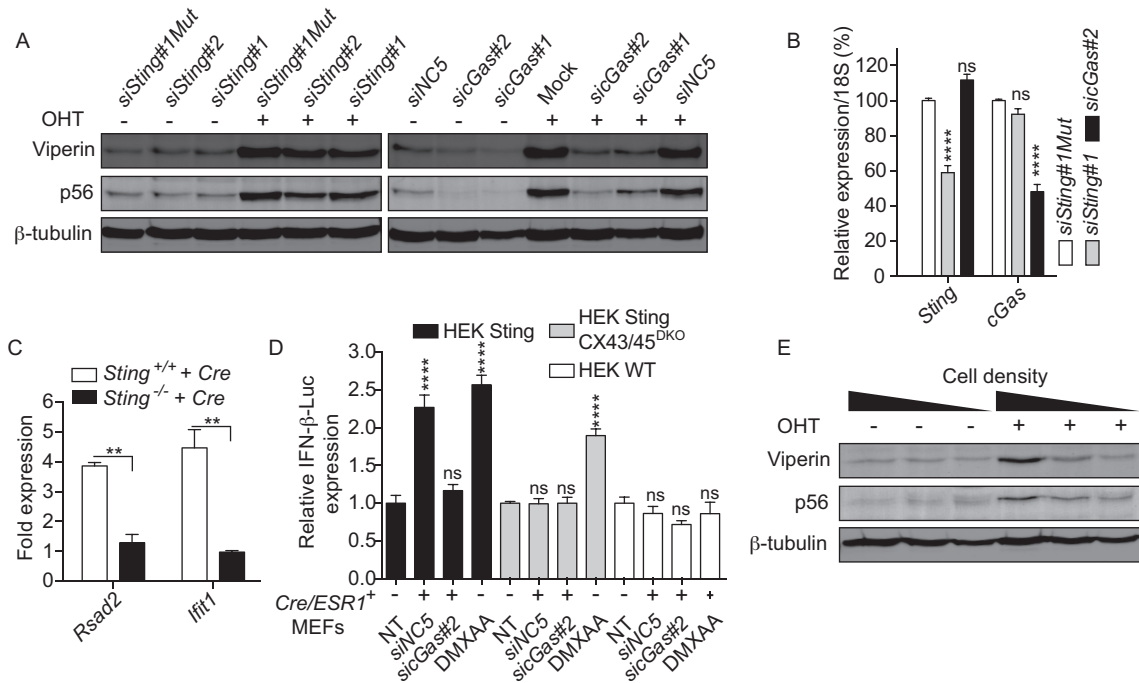 A
siSting#1Mut siSting#2 siSting#1 siSting#1Mut siSting#2 siSting#1 siNC5 sicGas#2 sicGas#1 Mock sicGas#2 sicGas#1 siNC5
OHT - - - + + + - - - + + + +
Viperin
p56
β-tubulin
B
Relative expression/18S (%)
120
100
80
60
40
20
0
**** ns ns ****
Sting cGas
siSting#1Mut
siSting#1
sicGas#2
C
Sting+/+ + Cre
Sting-/- + Cre
Fold expression
6
5
4
3
2
1
0
** **
Rsad2 Ifit1
D
HEK Sting
HEK Sting
CX43/45DKO
HEK WT
Relative IFN-β-Luc
expression
3.0
2.5
2.0
1.5
1.0
0.5
0.0
**** ns **** ns ns **** ns ns ns
Cre/ESR1+ - + + - - + + - - + + -
MEFs
NT siNC5 sicGas#2 DMXAA NT siNC5 sicGas#2 DMXAA NT siNC5 sicGas#2 DMXAA
E
Cell density
OHT - - - + + +
Viperin
p56
β-tubulin